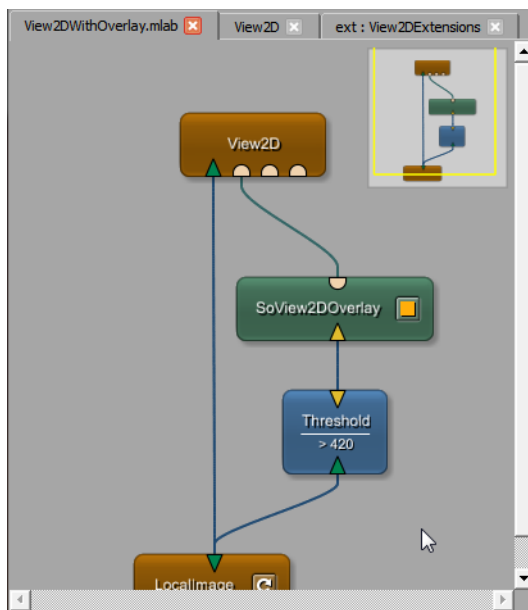 View2DWithOverlay.mlab View2D ext : View2DExtensions
View2D
SoView2DOverlay
Threshold
> 420
LocalImage